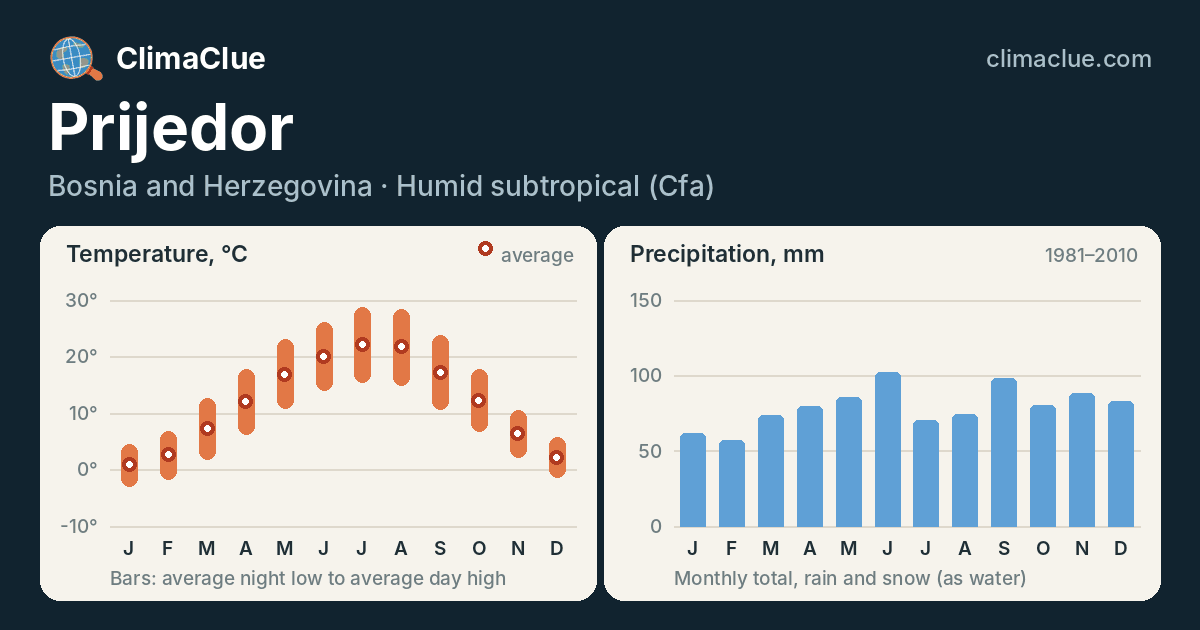 ClimaClue
climaclue.com
Prijedor
Bosnia and Herzegovina · Humid subtropical (Cfa)
Temperature, °C
average
30°
20°
10°
0°
-10°
J F M A M J J A S O N D
Bars: average night low to average day high
Precipitation, mm
1981–2010
150
100
50
0
J F M A M J J A S O N D
Monthly total, rain and snow (as water)